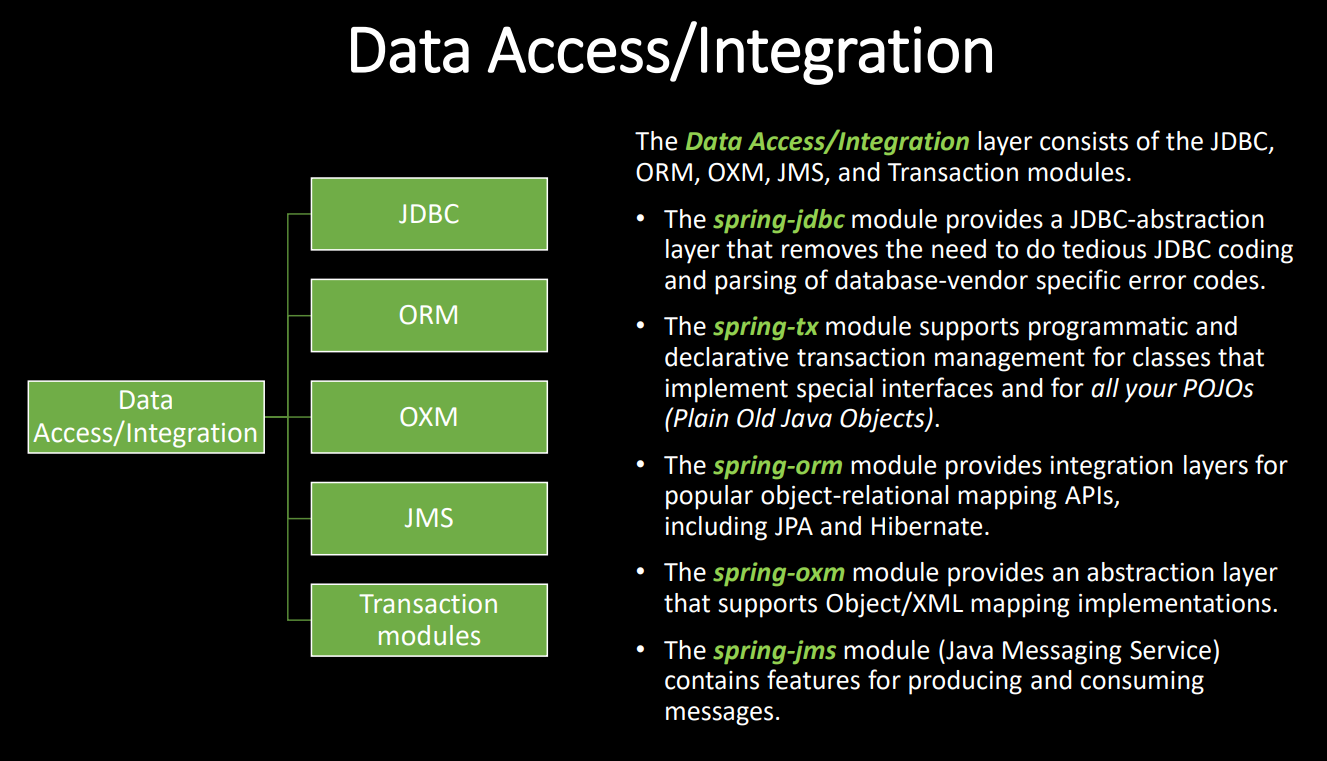 Data Access/Integration
JDBC
ORM
Data
Access/Integration
OXM
JMS
Transaction
modules
The Data Access/Integration layer consists of the JDBC,
ORM, OXM, JMS, and Transaction modules.
• The spring-jdbc module provides a JDBC-abstraction
layer that removes the need to do tedious JDBC coding
and parsing of database-vendor specific error codes.
• The spring-tx module supports programmatic and
declarative transaction management for classes that
implement special interfaces and for all your POJOs
(Plain Old Java Objects).
• The spring-orm module provides integration layers for
popular object-relational mapping APIs,
including JPA and Hibernate.
• The spring-oxm module provides an abstraction layer
that supports Object/XML mapping implementations.
• The spring-jms module (Java Messaging Service)
contains features for producing and consuming
messages.